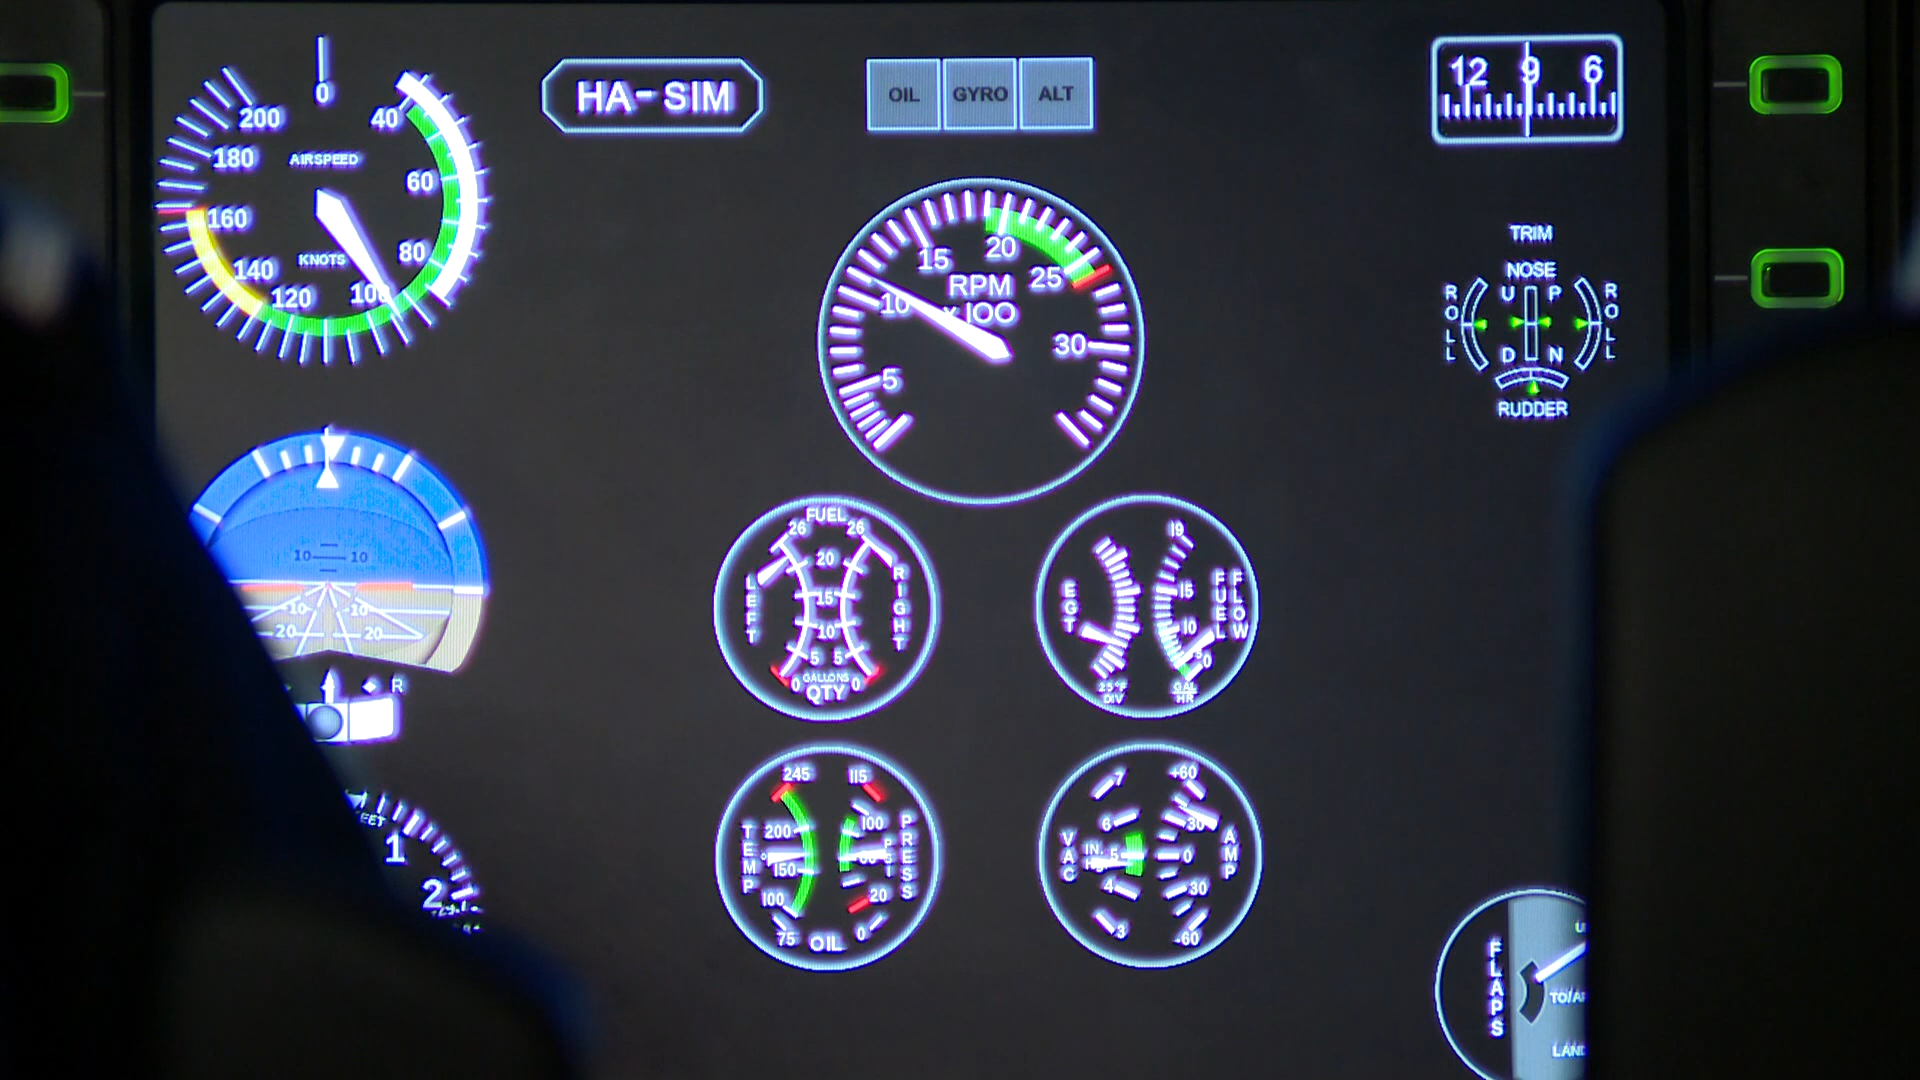 0
200
40
180
AIRSPEED
60
160
KNOTS
80
140
120
100
HA-SIM
OIL GYRO ALT
12 9 6
15
20
25
RPM
10
x 100
30
5
TRIM
NOSE
ROLL
U P
ROLL
D N
RUDDER
10 10
10 10
20 20
R
FUEL
26 26
20
LEFT
RIGHT
15
10
5 5
GALLONS
0 QTY 0
19
EGT
15
FUEL FLOW
10
5
0
25°F
DIV
GAL
HR
245 115
200 100
TEMP
PRESS
PSI
150 60
100 20
75 OIL 0
7 +60
6 30
VAC
IN.
Hg
5 0
AMP
4 30
3 -60
1
2
FLAPS
LAND